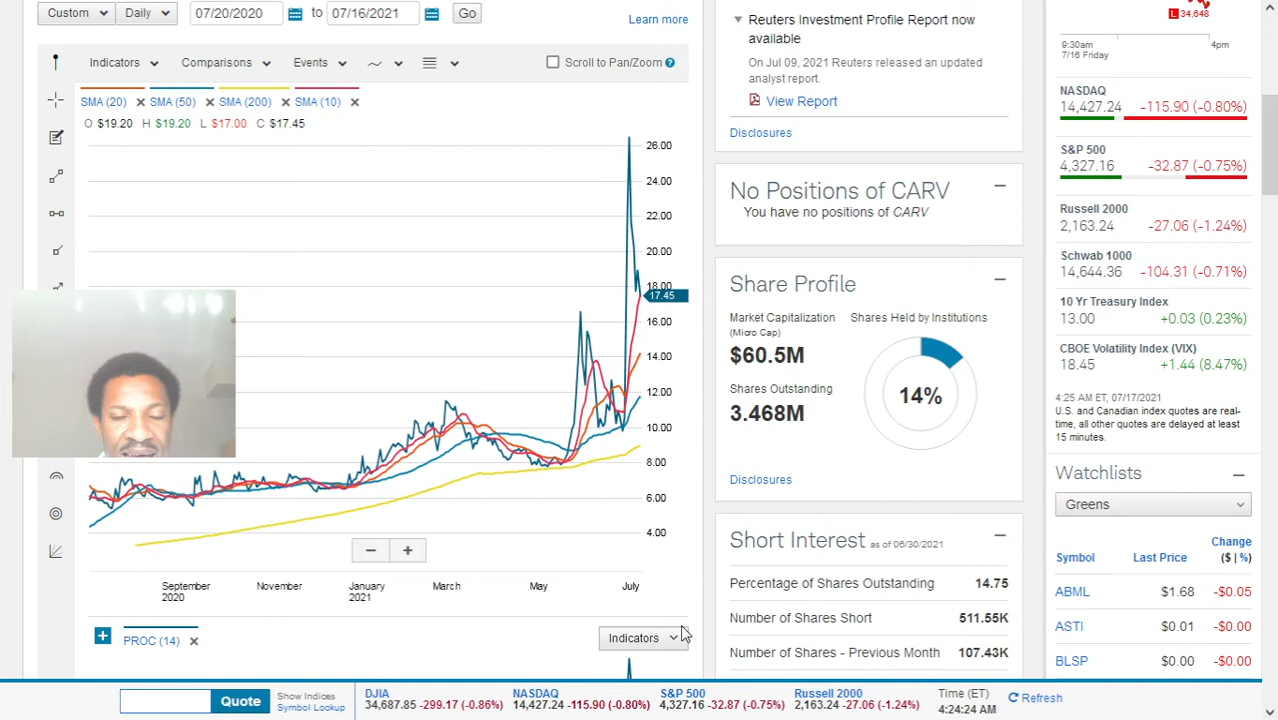 Custom Daily 07/20/2020 to 07/16/2021 Go
Learn more
Indicators Comparisons Events Scroll to Pan/Zoom ?
SMA (20) × SMA (50) × SMA (200) × SMA (10) ×
O $19.20 H $19.20 L $17.00 C $17.45
26.00
24.00
22.00
20.00
18.00
17.45
16.00
14.00
12.00
10.00
8.00
6.00
4.00
September
2020
November
January
2021
March
May
July
PROC (14) ×
Indicators
Reuters Investment Profile Report now
available
On Jul 09, 2021 Reuters released an updated
analyst report.
View Report
Disclosures
No Positions of CARV
You have no positions of CARV
Share Profile
Market Capitalization
(Micro Cap)
$60.5M
Shares Outstanding
3.468M
Shares Held by Institutions
14%
Disclosures
Short Interest as of 06/30/2021
Percentage of Shares Outstanding 14.75
Number of Shares Short 511.55K
Number of Shares - Previous Month 107.43K
L 34,648
9:30am 4pm
7/16 Friday
NASDAQ
14,427.24 -115.90 (-0.80%)
S&P 500
4,327.16 -32.87 (-0.75%)
Russell 2000
2,163.24 -27.06 (-1.24%)
Schwab 1000
14,644.36 -104.31 (-0.71%)
10 Yr Treasury Index
13.00 +0.03 (0.23%)
CBOE Volatility Index (VIX)
18.45 +1.44 (8.47%)
4:25 AM ET, 07/17/2021
U.S. and Canadian index quotes are real-
time, all other quotes are delayed at least
15 minutes.
Watchlists
Greens
Symbol Last Price Change
($ | %)
ABML $1.68 -$0.05
ASTI $0.01 -$0.00
BLSP $0.00 -$0.00
Quote
Show Indices
Symbol Lookup
DJIA
34,687.85 -299.17 (-0.86%)
NASDAQ
14,427.24 -115.90 (-0.80%)
S&P 500
4,327.16 -32.87 (-0.75%)
Russell 2000
2,163.24 -27.06 (-1.24%)
Time (ET)
4:24:24 AM
Refresh